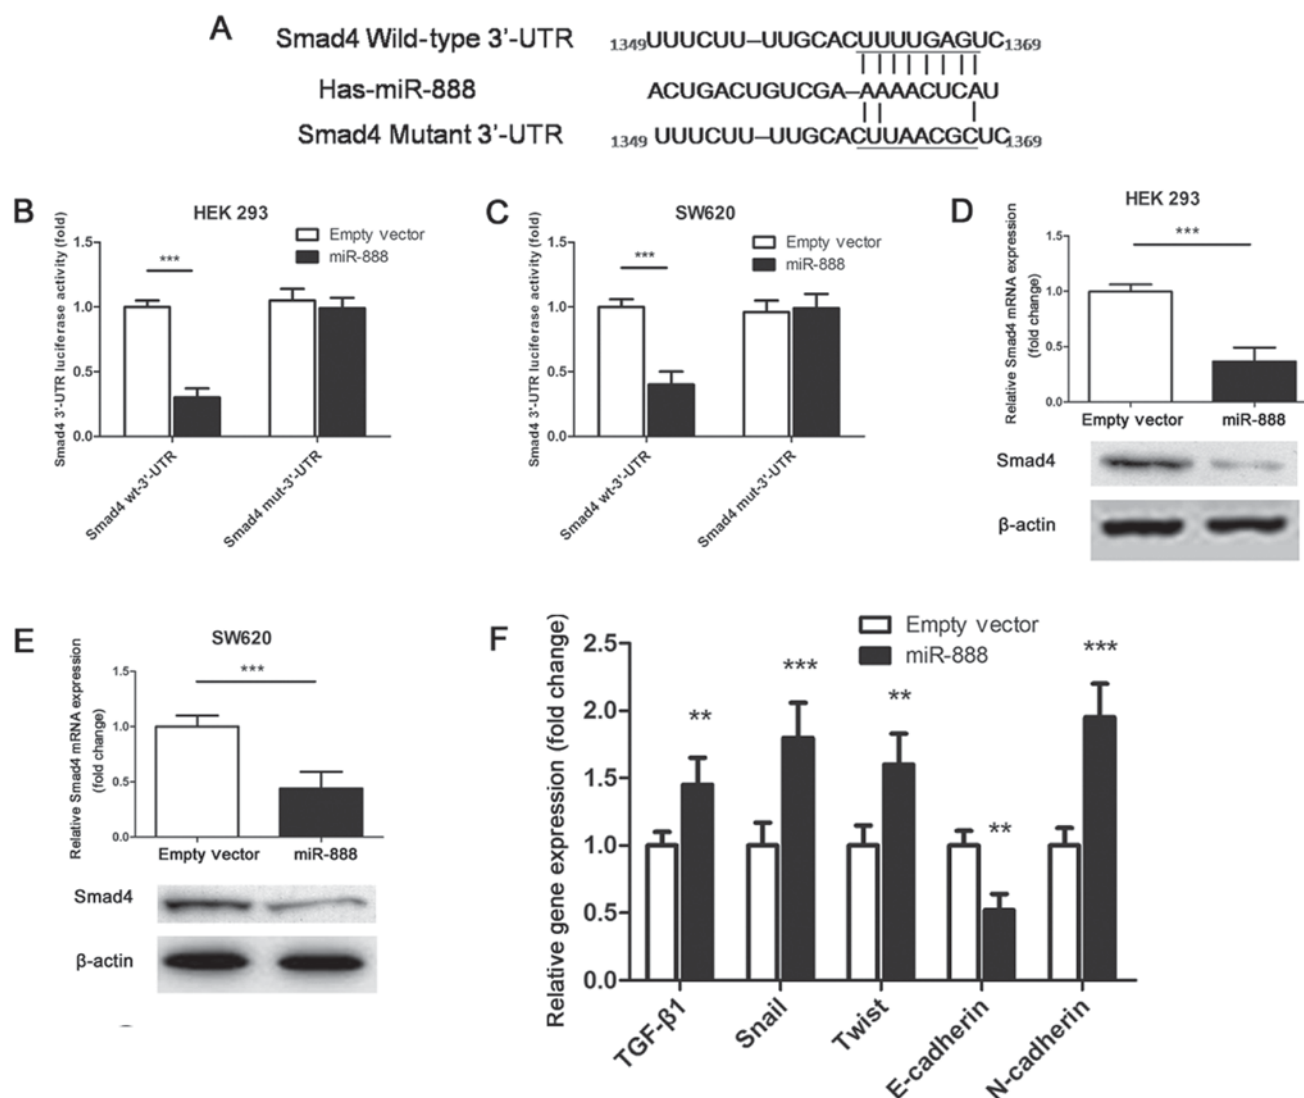 A
Smad4 Wild-type 3'-UTR 1349UUUCUU–UUGCACUUUUGAGUC1369
Has-miR-888 ACUGACUGUCGA–AAAACUCAU
Smad4 Mutant 3'-UTR 1349 UUUCUU–UUGCACUUAACGCUC1369
B
HEK 293
Smad4 3'-UTR luciferase activity (fold)
1.5
1.0
0.5
0.0
Empty vector
miR-888
***
Smad4 wt-3'-UTR
Smad4 mut-3'-UTR
C
SW620
Smad4 3'-UTR luciferase activity (fold)
1.5
1.0
0.5
0.0
Empty vector
miR-888
***
Smad4 wt-3'-UTR
Smad4 mut-3'-UTR
D
HEK 293
Relative Smad4 mRNA expression
(fold change)
1.5
1.0
0.5
0.0
***
Empty vector miR-888
Smad4
β-actin
E
SW620
Relative Smad4 mRNA expression
(fold change)
1.5
1.0
0.5
0.0
***
Empty vector miR-888
Smad4
β-actin
F
Relative gene expression (fold change)
2.5
2.0
1.5
1.0
0.5
0.0
Empty vector
miR-888
** *** ** ** ***
TGF-β1
Snail
Twist
E-cadherin
N-cadherin